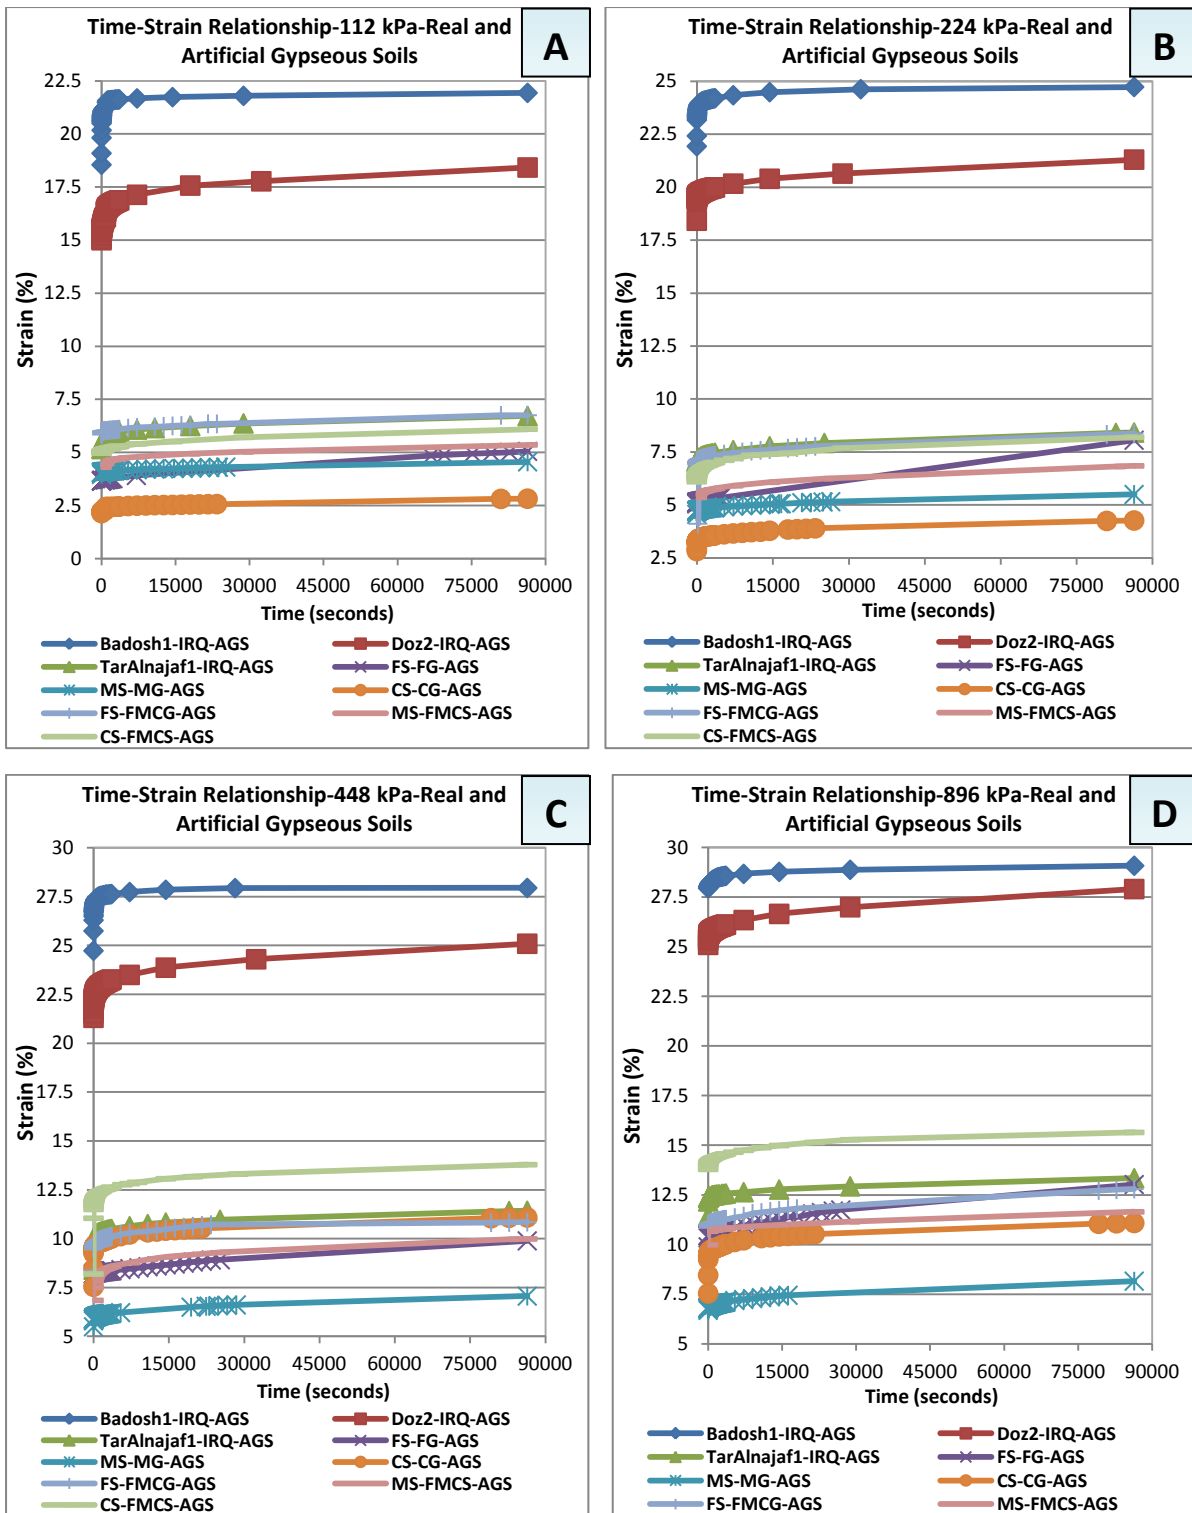 Time-Strain Relationship-112 kPa-Real and
Artificial Gypseous Soils
A
22.5
20
17.5
15
12.5
10
7.5
5
2.5
0
Strain (%)
0 15000 30000 45000 60000 75000 90000
Time (seconds)
Badosh1-IRQ-AGS Doz2-IRQ-AGS
TarAlnajaf1-IRQ-AGS FS-FG-AGS
MS-MG-AGS CS-CG-AGS
FS-FMCG-AGS MS-FMCS-AGS
CS-FMCS-AGS
Time-Strain Relationship-224 kPa-Real and
Artificial Gypseous Soils
B
25
22.5
20
17.5
15
12.5
10
7.5
5
2.5
Strain (%)
0 15000 30000 45000 60000 75000 90000
Time (seconds)
Badosh1-IRQ-AGS Doz2-IRQ-AGS
TarAlnajaf1-IRQ-AGS FS-FG-AGS
MS-MG-AGS CS-CG-AGS
FS-FMCG-AGS MS-FMCS-AGS
CS-FMCS-AGS
Time-Strain Relationship-448 kPa-Real and
Artificial Gypseous Soils
C
30
27.5
25
22.5
20
17.5
15
12.5
10
7.5
5
Strain (%)
0 15000 30000 45000 60000 75000 90000
Time (seconds)
Badosh1-IRQ-AGS Doz2-IRQ-AGS
TarAlnajaf1-IRQ-AGS FS-FG-AGS
MS-MG-AGS CS-CG-AGS
FS-FMCG-AGS MS-FMCS-AGS
CS-FMCS-AGS
Time-Strain Relationship-896 kPa-Real and
Artificial Gypseous Soils
D
30
27.5
25
22.5
20
17.5
15
12.5
10
7.5
5
Strain (%)
0 15000 30000 45000 60000 75000 90000
Time (seconds)
Badosh1-IRQ-AGS Doz2-IRQ-AGS
TarAlnajaf1-IRQ-AGS FS-FG-AGS
MS-MG-AGS CS-CG-AGS
FS-FMCG-AGS MS-FMCS-AGS